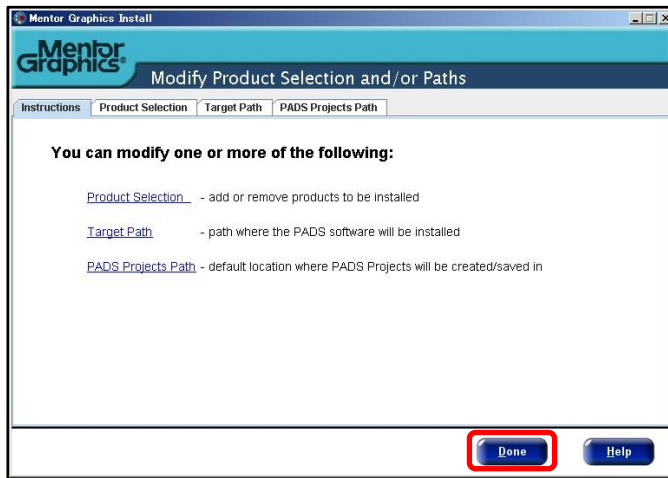 Mentor Graphics Install
Mentor
Graphics®
Modify Product Selection and/or Paths
Instructions Product Selection Target Path PADS Projects Path
You can modify one or more of the following:
Product Selection - add or remove products to be installed
Target Path - path where the PADS software will be installed
PADS Projects Path - default location where PADS Projects will be created/saved in
Done Help